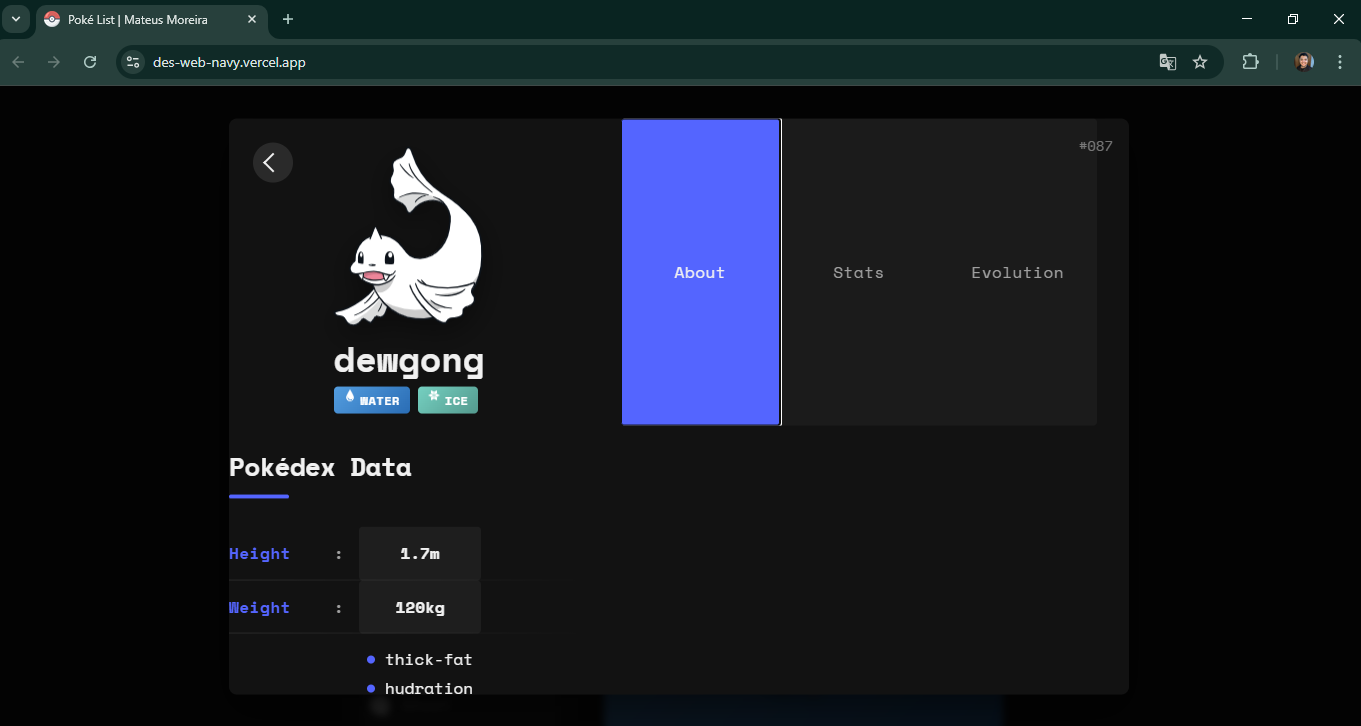 Poké List | Mateus Moreira
des-web-navy.vercel.app
#087
About
Stats
Evolution
dewgong
WATER
ICE
Pokédex Data
Height : 1.7m
Weight : 120kg
thick-fat
hydration